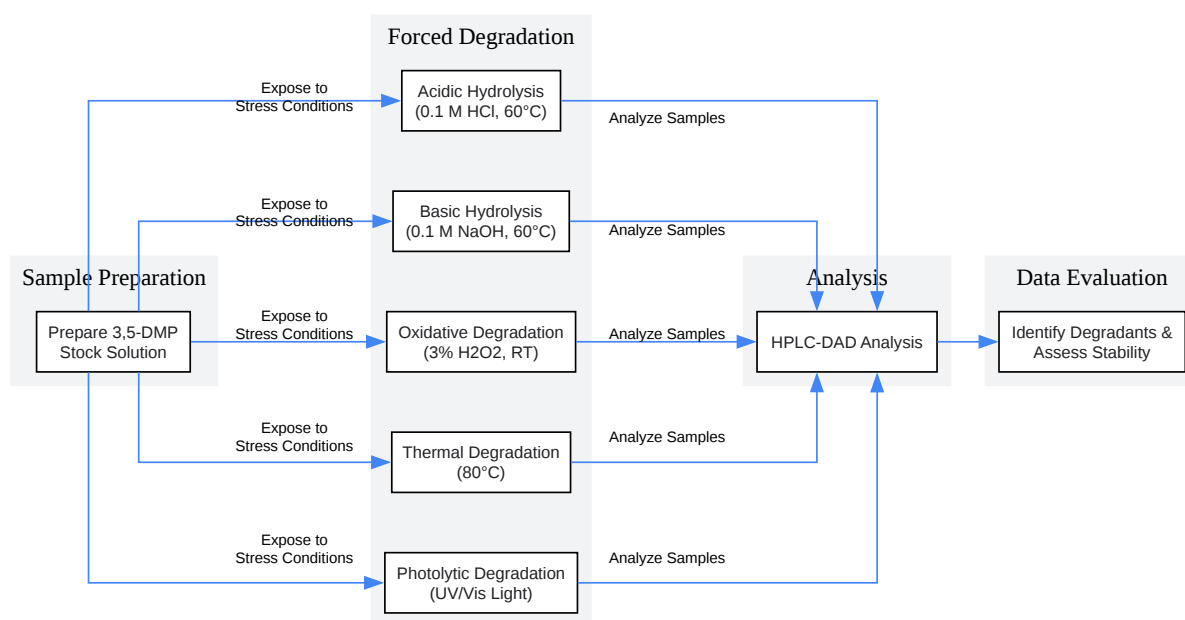 Forced Degradation
Expose to
Stress Conditions
Acidic Hydrolysis
(0.1 M HCl, 60°C)
Analyze Samples
Expose to
Stress Conditions
Basic Hydrolysis
(0.1 M NaOH, 60°C)
Analyze Samples
Sample Preparation
Prepare 3,5-DMP
Stock Solution
Expose to
Stress Conditions
Oxidative Degradation
(3% H2O2, RT)
Analyze Samples
Analysis
HPLC-DAD Analysis
Data Evaluation
Identify Degradants &
Assess Stability
Expose to
Stress Conditions
Thermal Degradation
(80°C)
Analyze Samples
Expose to
Stress Conditions
Photolytic Degradation
(UV/Vis Light)
Analyze Samples